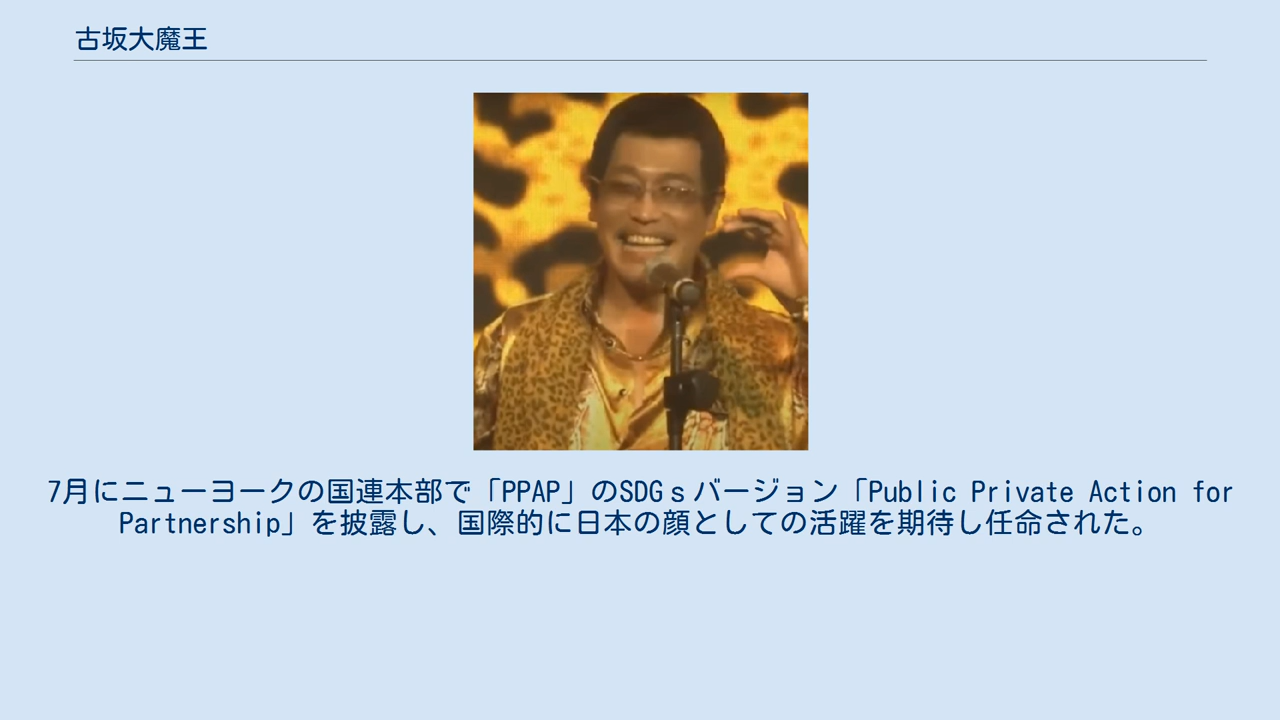 古坂大魔王
7月にニューヨークの国連本部で「PPAP」のSDGｓバージョン「Public Private Action for
Partnership」を披露し、国際的に日本の顔としての活躍を期待し任命された。